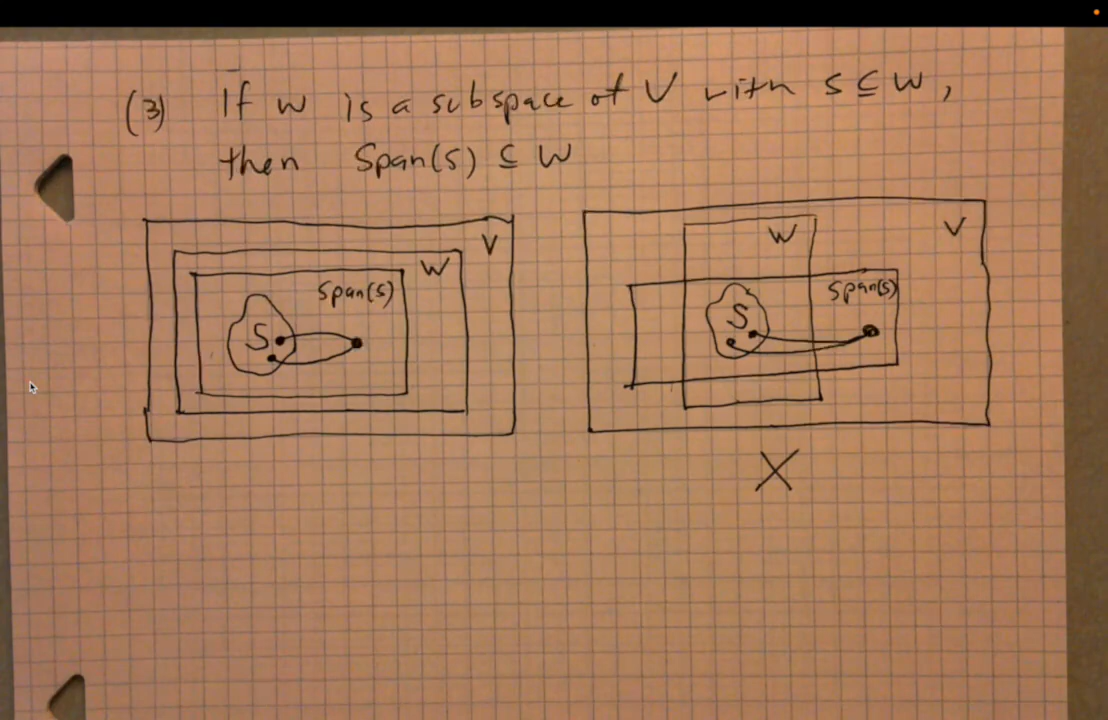 (3) If W is a subspace of V with S ⊆ W,
then Span(S) ⊆ W
V
W
Span(S)
S
V
W
Span(S)
S
X